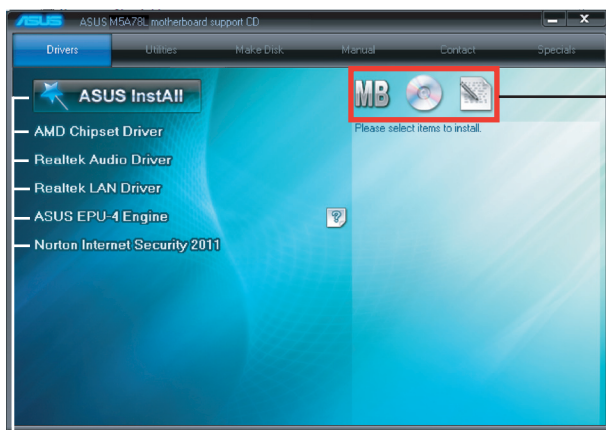 ASUS ASUS M5A78L motherboard support CD
Drivers Utilities Make Disk Manual Contact Specials
ASUS InstAll
MB
Please select items to install.
AMD Chipset Driver
Realtek Audio Driver
Realtek LAN Driver
ASUS EPU-4 Engine
?
Norton Internet Security 2011